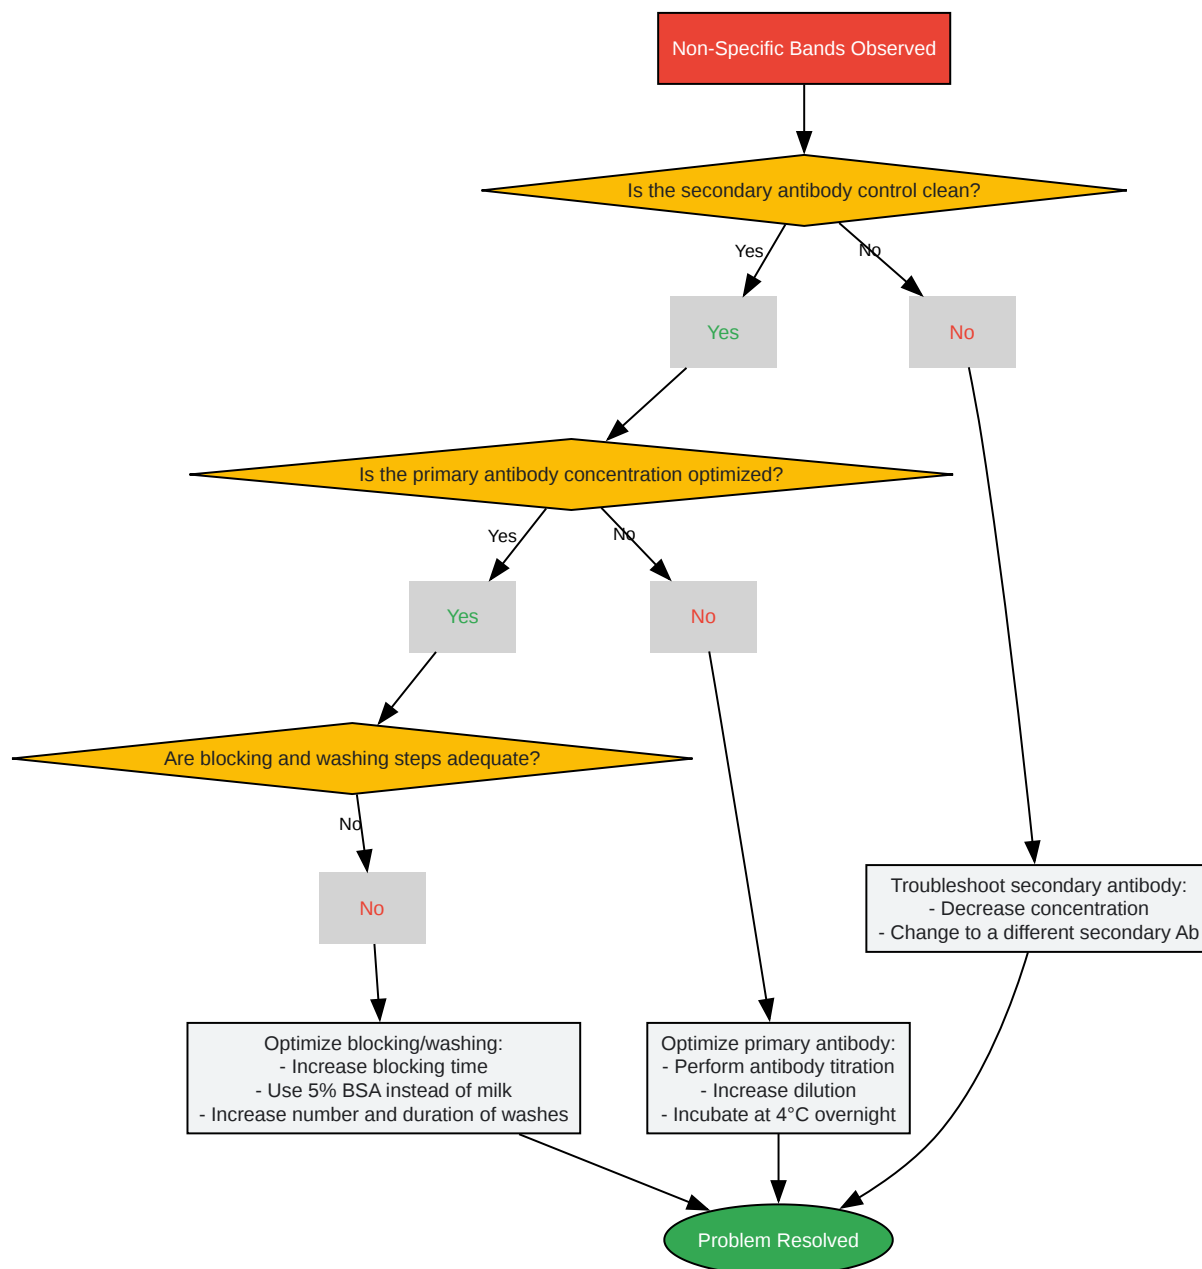 Non-Specific Bands Observed
Is the secondary antibody control clean?
Yes
No
Yes
No
Is the primary antibody concentration optimized?
Yes
No
Yes
No
Are blocking and washing steps adequate?
No
No
Troubleshoot secondary antibody:
- Decrease concentration
- Change to a different secondary Ab
Optimize blocking/washing:
- Increase blocking time
- Use 5% BSA instead of milk
- Increase number and duration of washes
Optimize primary antibody:
- Perform antibody titration
- Increase dilution
- Incubate at 4°C overnight
Problem Resolved